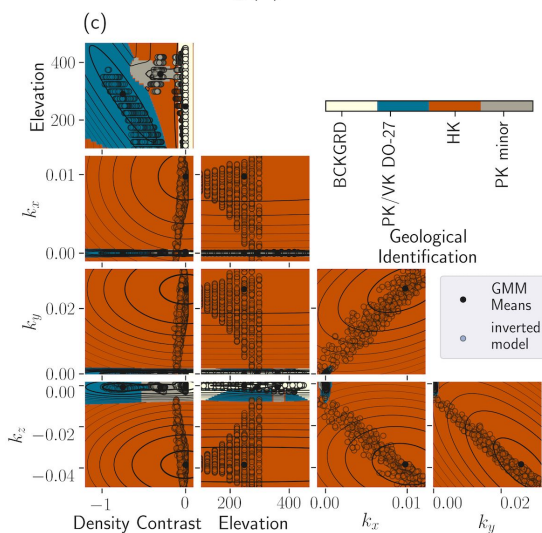 (c)
Elevation
400
200
BCKGRD
PK/VK DO-27
HK
PK minor
Geological
Identification
k_x
0.01
0.00
k_y
0.02
0.00
GMM
Means
inverted
model
k_z
0.00
−0.02
−0.04
−1
0
Density Contrast
200
400
Elevation
0.00
0.01
k_x
0.00
0.02
k_y